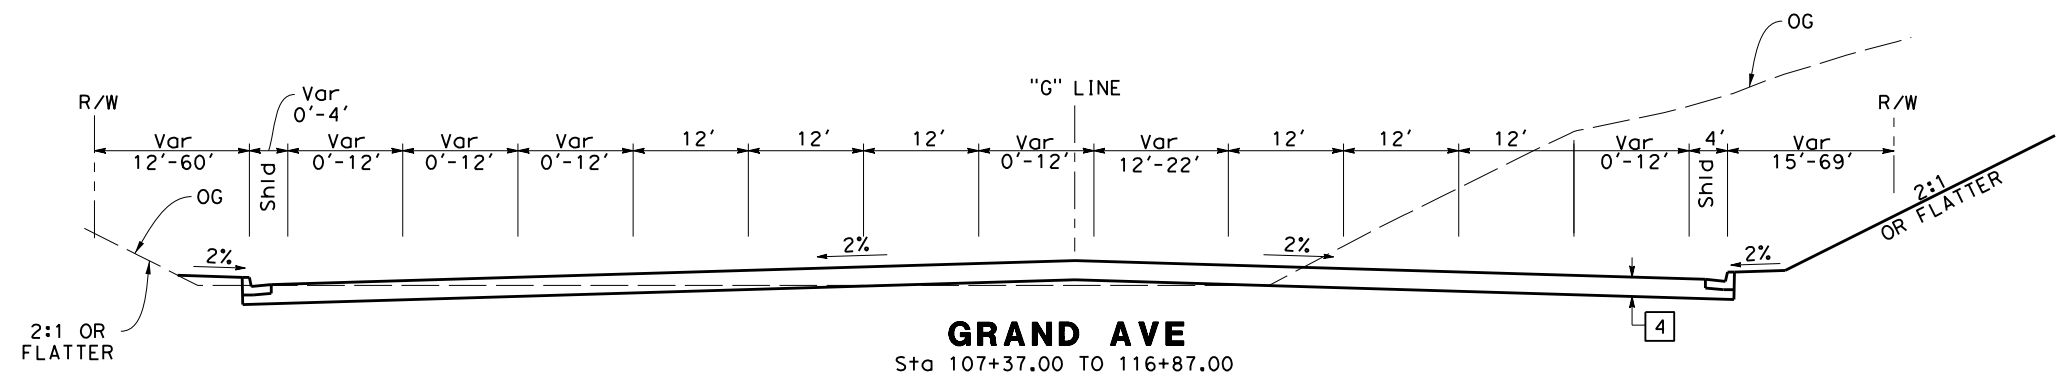 OG
"G" LINE
R/W
Var
0'-4'
R/W
Var
12'-60'
Shld
Var
0'-12'
Var
0'-12'
Var
0'-12'
12'
12'
12'
Var
0'-12'
Var
12'-22'
12'
12'
12'
Var
0'-12'
4'
Shld
Var
15'-69'
OG
2:1
OR FLATTER
2%
2%
2%
2%
2:1 OR
FLATTER
4
GRAND AVE
Sta 107+37.00 TO 116+87.00